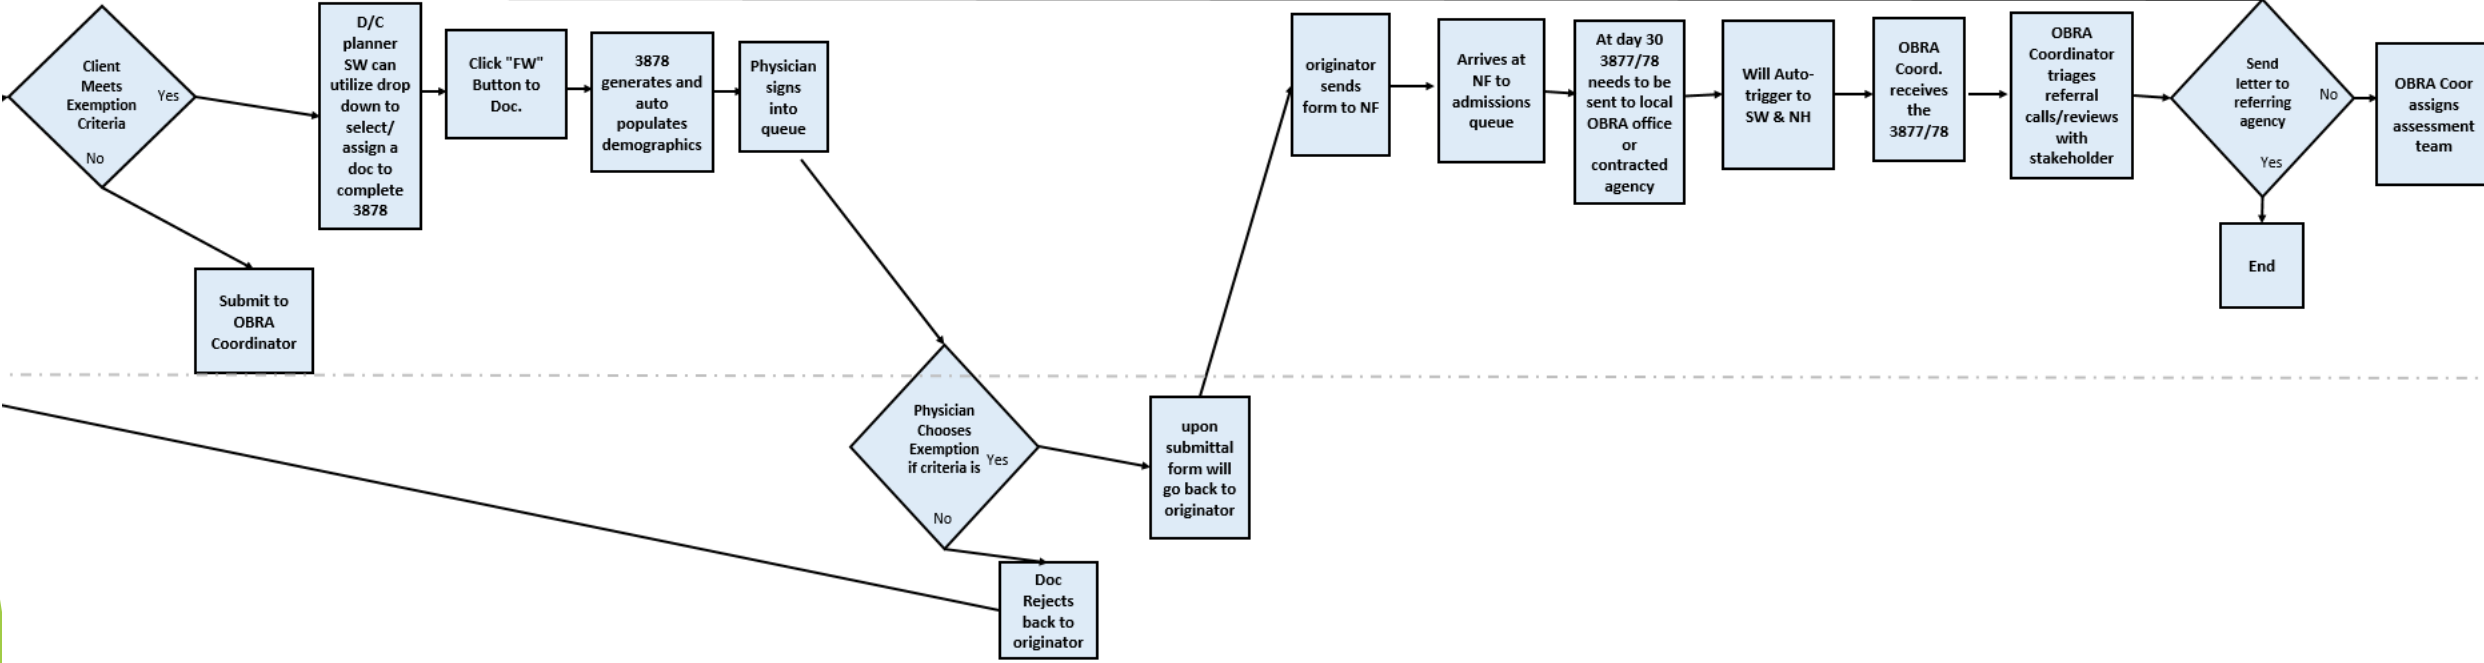 Client
Meets
Exemption
Criteria
Yes
No
Submit to
OBRA
Coordinator
D/C
planner
SW can
utilize drop
down to
select/
assign a
doc to
complete
3878
Click "FW"
Button to
Doc.
3878
generates and
auto
populates
demographics
Physician
signs
into
queue
Physician
Chooses
Exemption
if criteria is
Yes
No
Doc
Rejects
back to
originator
upon
submittal
form will
go back to
originator
originator
sends
form to NF
Arrives at
NF to
admissions
queue
At day 30
3877/78
needs to be
sent to local
OBRA office
or
contracted
agency
Will Auto-
trigger to
SW & NH
OBRA
Coord.
receives
the
3877/78
OBRA
Coordinator
triages
referral
calls/reviews
with
stakeholder
Send
letter to
referring
agency
No
Yes
End
OBRA Coor
assigns
assessment
team